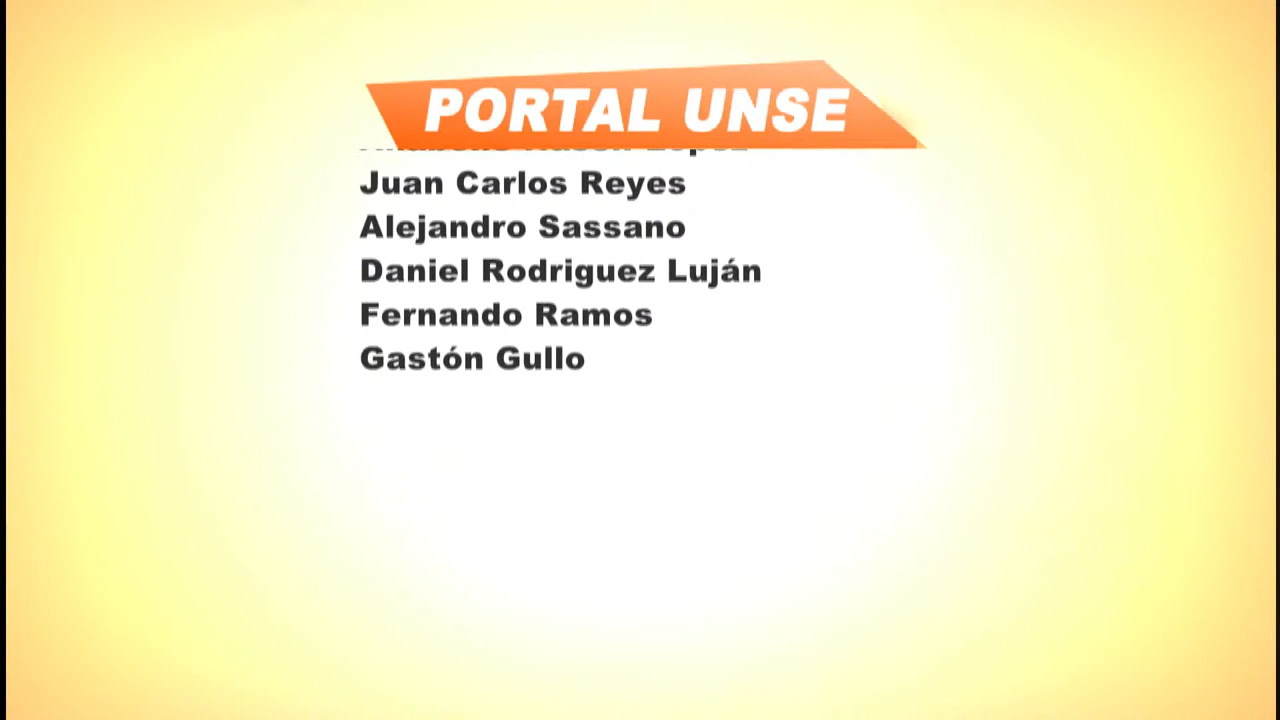 PORTAL UNSE
Juan Carlos Reyes
Alejandro Sassano
Daniel Rodriguez Luján
Fernando Ramos
Gastón Gullo